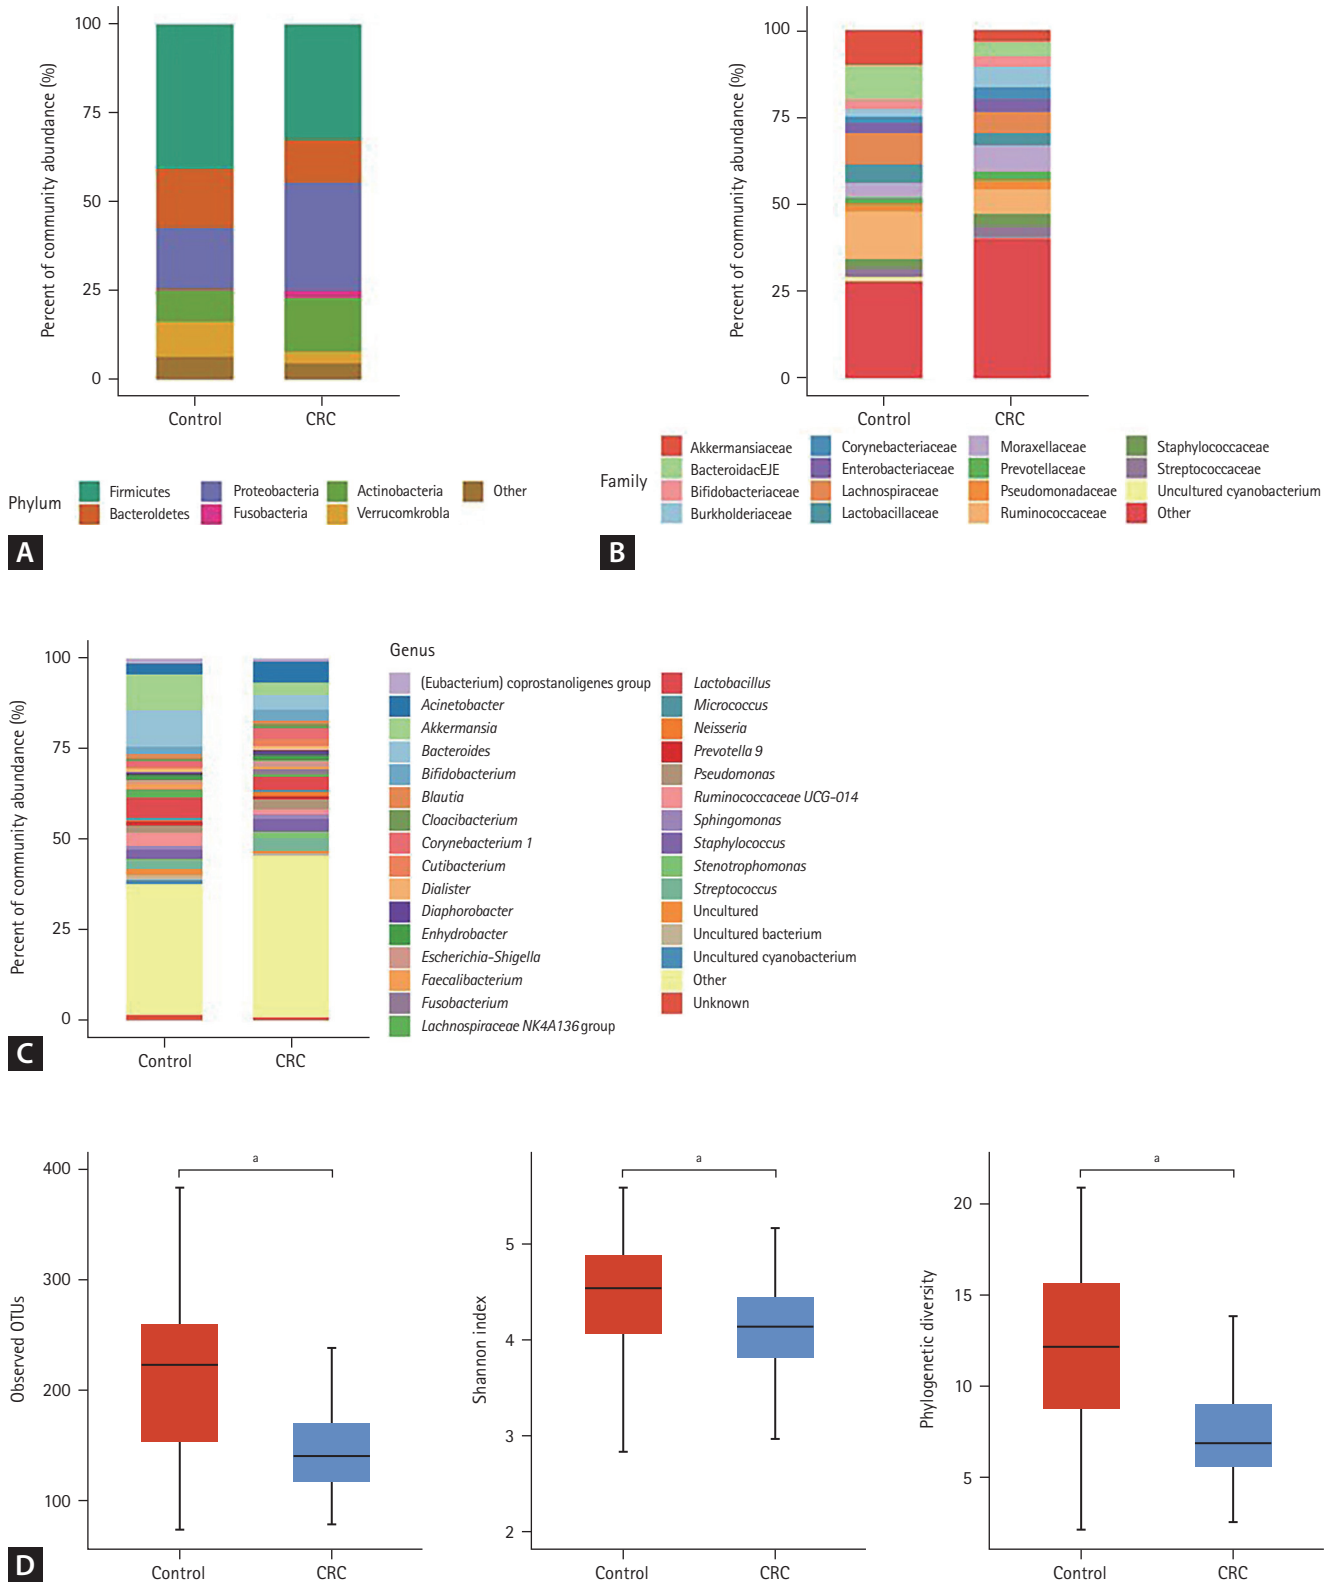 100
75
50
25
0
Percent of community abundance (%)
Control
CRC
Phylum
Firmicutes
Proteobacteria
Actinobacteria
Other
Bacteroldetes
Fusobacteria
Verrucomkrobla
A
100
75
50
25
0
Percent of community abundance (%)
Control
CRC
Family
Akkermansiaceae
Corynebacteriaceae
Moraxellaceae
Staphylococcaceae
BacteroidacEJE
Enterobacteriaceae
Prevotellaceae
Streptococcaceae
Bifidobacteriaceae
Lachnospiraceae
Pseudomonadaceae
Uncultured cyanobacterium
Burkholderiaceae
Lactobacillaceae
Ruminococcaceae
Other
B
100
75
50
25
0
Percent of community abundance (%)
Control
CRC
Genus
(Eubacterium) coprostanoligenes group
Acinetobacter
Akkermansia
Bacteroides
Bifidobacterium
Blautia
Cloacibacterium
Corynebacterium 1
Cutibacterium
Dialister
Diaphorobacter
Enhydrobacter
Escherichia-Shigella
Faecalibacterium
Fusobacterium
Lachnospiraceae NK4A136 group
Lactobacillus
Micrococcus
Neisseria
Prevotella 9
Pseudomonas
Ruminococcaceae UCG-014
Sphingomonas
Staphylococcus
Stenotrophomonas
Streptococcus
Uncultured
Uncultured bacterium
Uncultured cyanobacterium
Other
Unknown
C
400
300
200
100
Observed OTUs
a
Control
CRC
5
4
3
2
Shannon index
a
Control
CRC
20
15
10
5
Phylogenetic diversity
a
Control
CRC
D